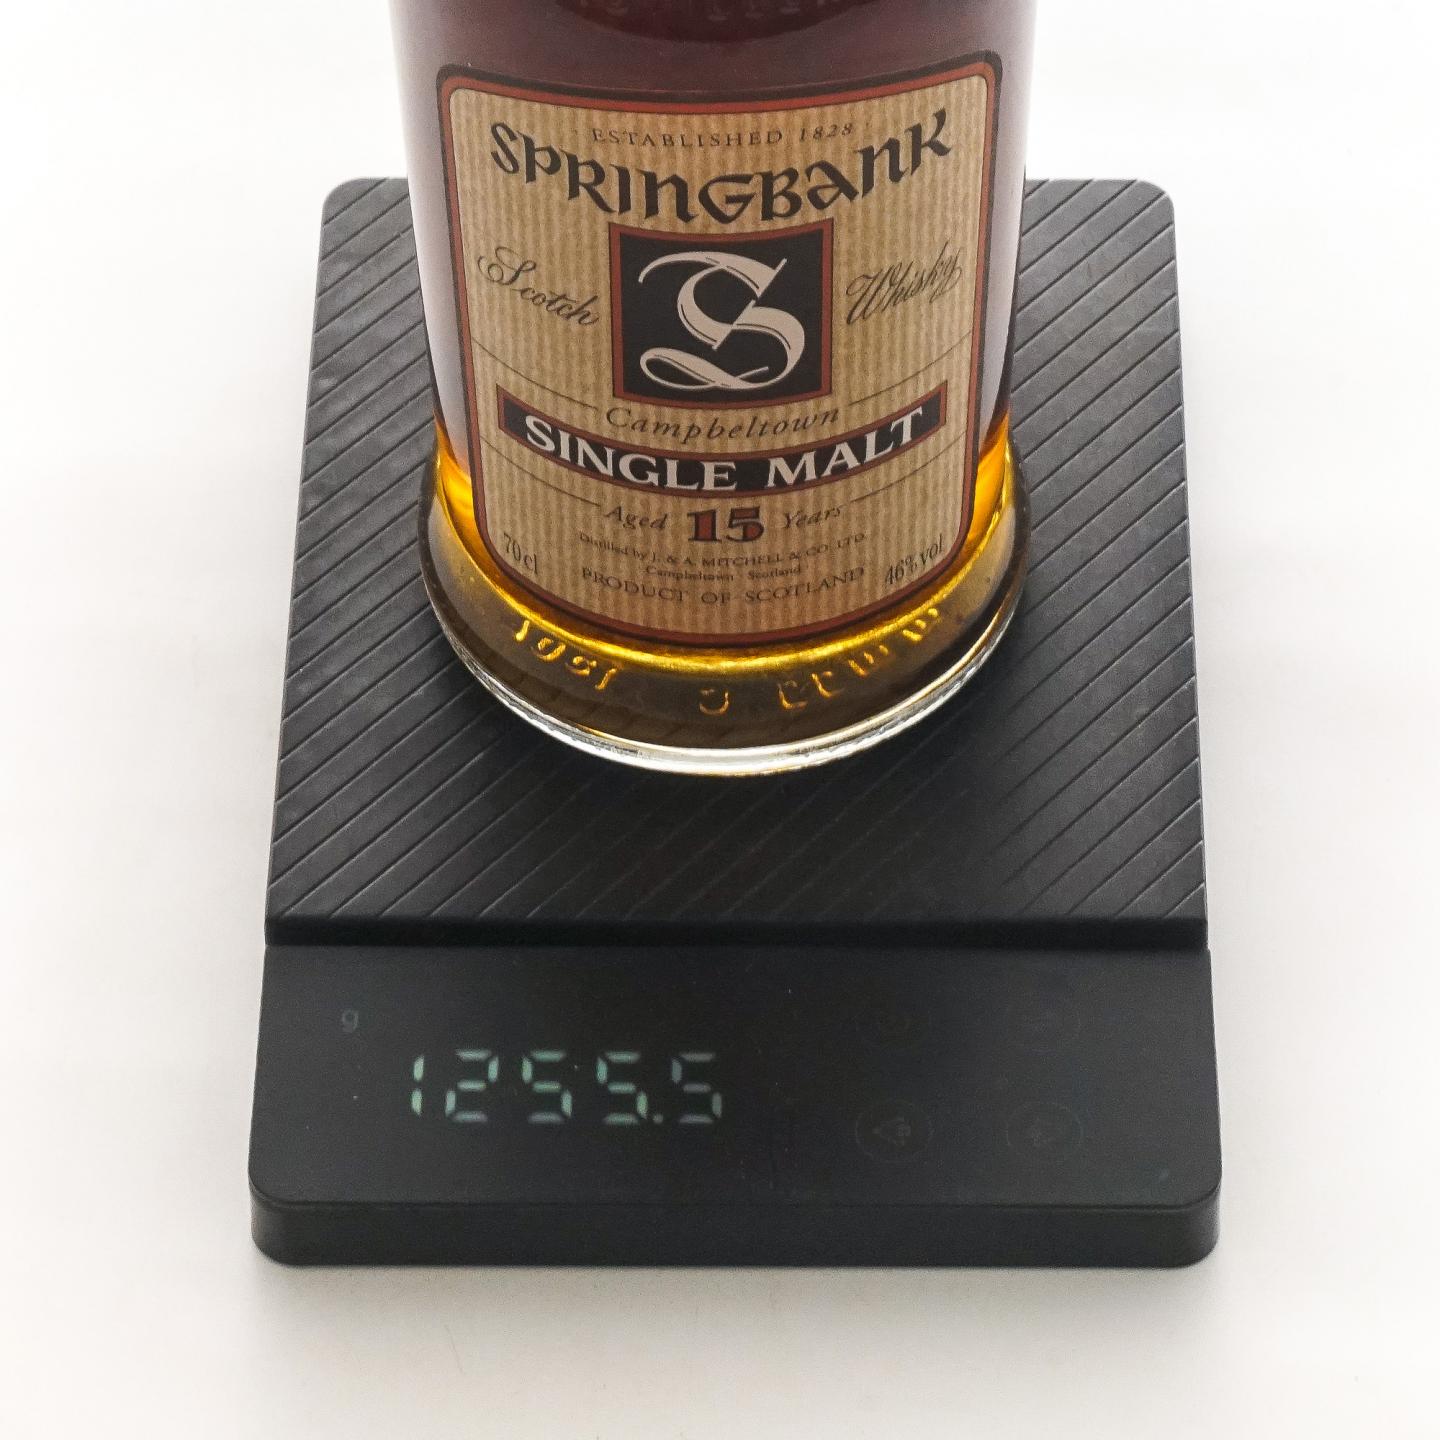 ESTABLISHED 1828
SPRINGBANK
Scotch
S
Whisky
Campbeltown
SINGLE MALT
Aged 15 Years
Distilled by J. & A. MITCHELL & CO. LTD.
Campbeltown · Scotland
70cl
PRODUCT OF SCOTLAND
46%vol
g
1255.5